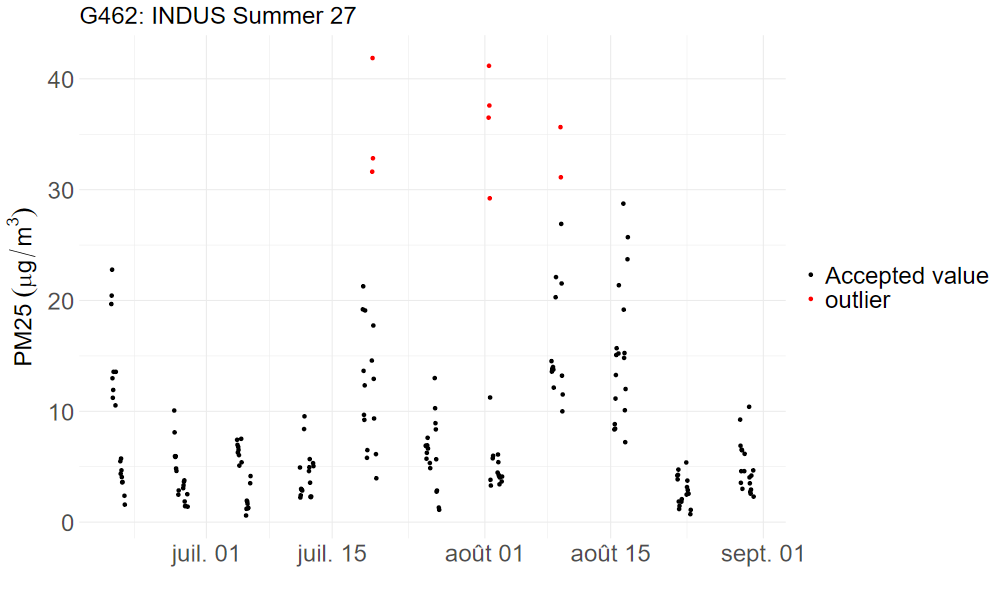 G462: INDUS Summer 27
40
30
20
10
0
PM25 (μg/m³)
juil. 01
juil. 15
août 01
août 15
sept. 01
Accepted value
outlier